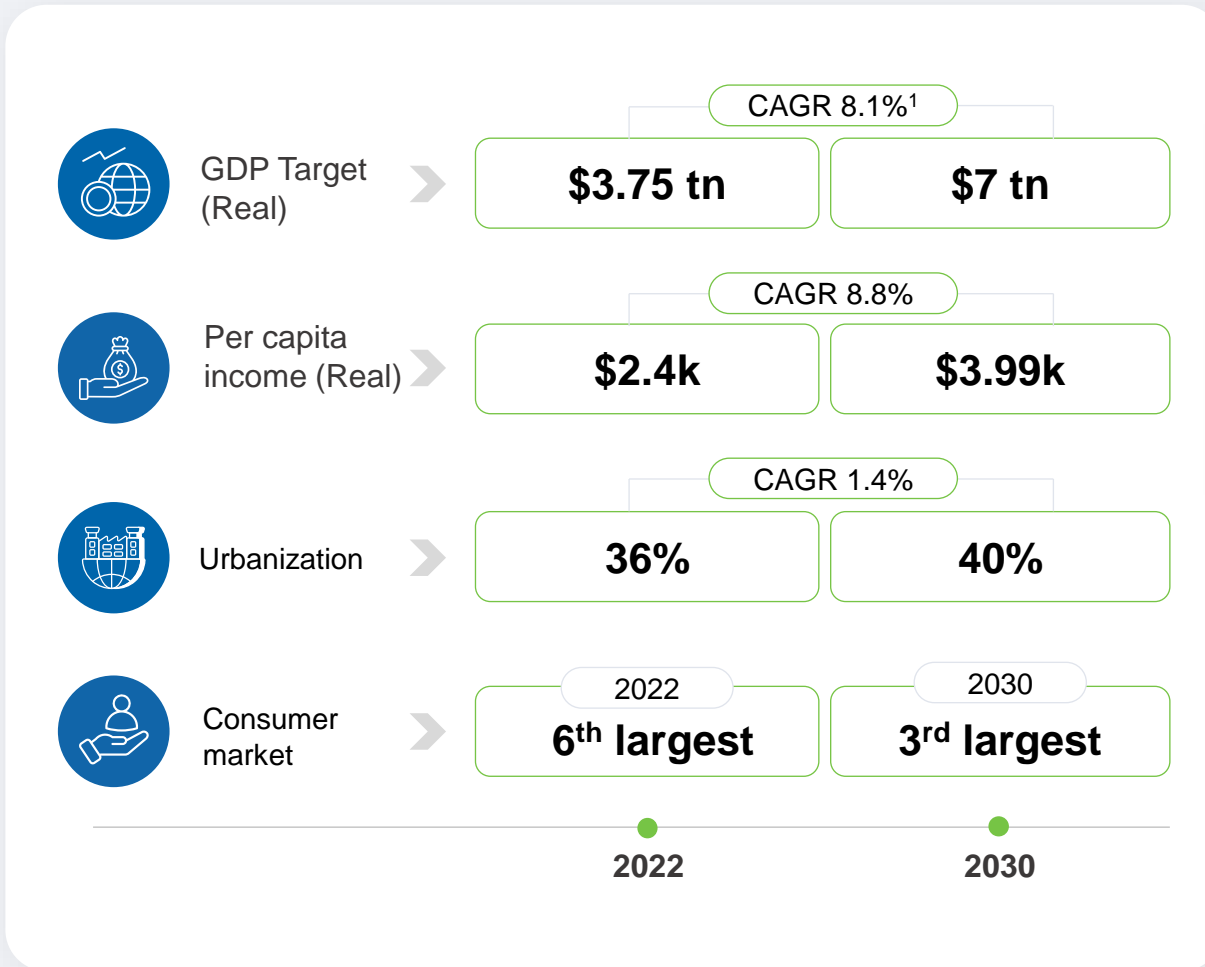 CAGR 8.1%¹
GDP Target
(Real)
$3.75 tn
$7 tn
CAGR 8.8%
Per capita
income (Real)
$2.4k
$3.99k
CAGR 1.4%
Urbanization
36%
40%
2022
2030
Consumer
market
6th largest
3rd largest
2022
2030